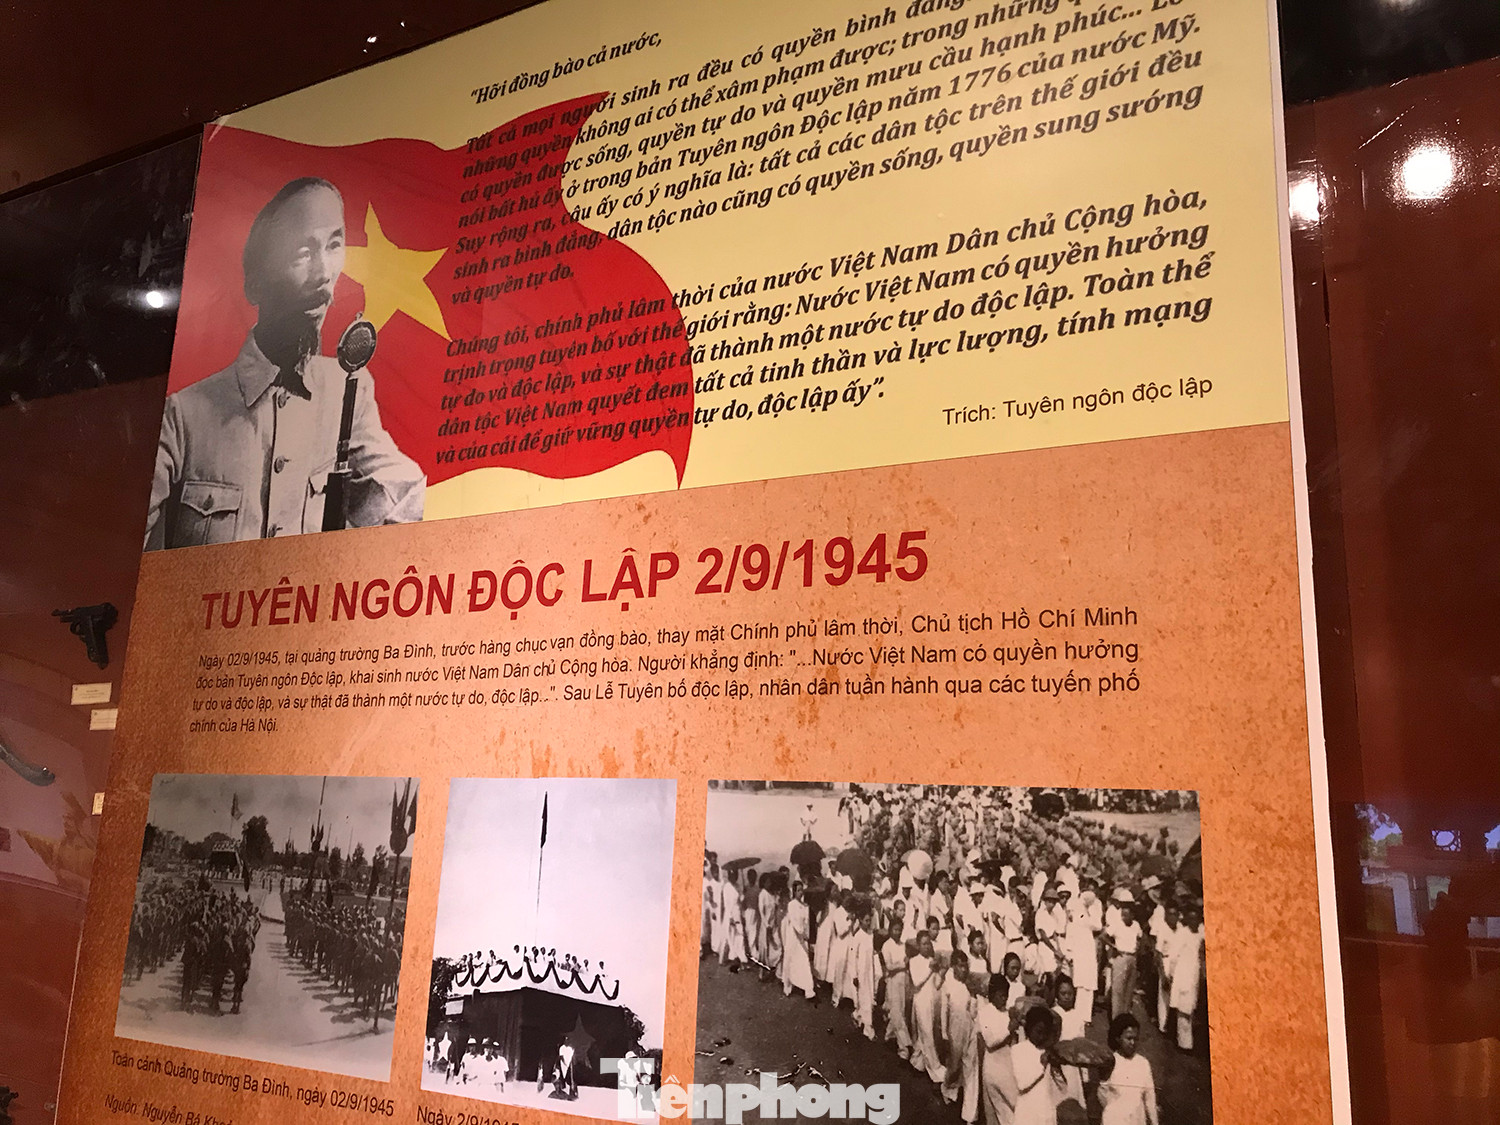 "Hỡi đồng bào cả nước,
Tất cả mọi người sinh ra đều có quyền bình đẳng.
những quyền không ai có thể xâm phạm được; trong những
có quyền được sống, quyền tự do và quyền mưu cầu hạnh phúc...
nói bất hủ ấy ở trong bản Tuyên ngôn Độc lập năm 1776 của nước Mỹ.
Suy rộng ra, câu ấy có ý nghĩa là: tất cả các dân tộc trên thế giới đều
sinh ra bình đẳng, dân tộc nào cũng có quyền sống, quyền sung sướng
và quyền tự do.
Chúng tôi, chính phủ lâm thời của nước Việt Nam Dân chủ Cộng hòa,
trịnh trọng tuyên bố với thế giới rằng: Nước Việt Nam có quyền hưởng
tự do và độc lập, và sự thật đã thành một nước tự do độc lập. Toàn thể
dân tộc Việt Nam quyết đem tất cả tinh thần và lực lượng, tính mạng
và của cải để giữ vững quyền tự do, độc lập ấy".
Trích: Tuyên ngôn độc lập
TUYÊN NGÔN ĐỘC LẬP 2/9/1945
Ngày 02/9/1945, tại quảng trường Ba Đình, trước hàng chục vạn đồng bào, thay mặt Chính phủ lâm thời, Chủ tịch Hồ Chí Minh
đọc bản Tuyên ngôn Độc lập, khai sinh nước Việt Nam Dân chủ Cộng hòa. Người khẳng định: "...Nước Việt Nam có quyền hưởng
tự do và độc lập, và sự thật đã thành một nước tự do, độc lập...". Sau Lễ Tuyên bố độc lập, nhân dân tuần hành qua các tuyến phố
chính của Hà Nội.
Toàn cảnh Quảng trường Ba Đình, ngày 02/9/1945
Nguồn. Nguyễn Bá
Ngày 2/9/1945
Tiền phong